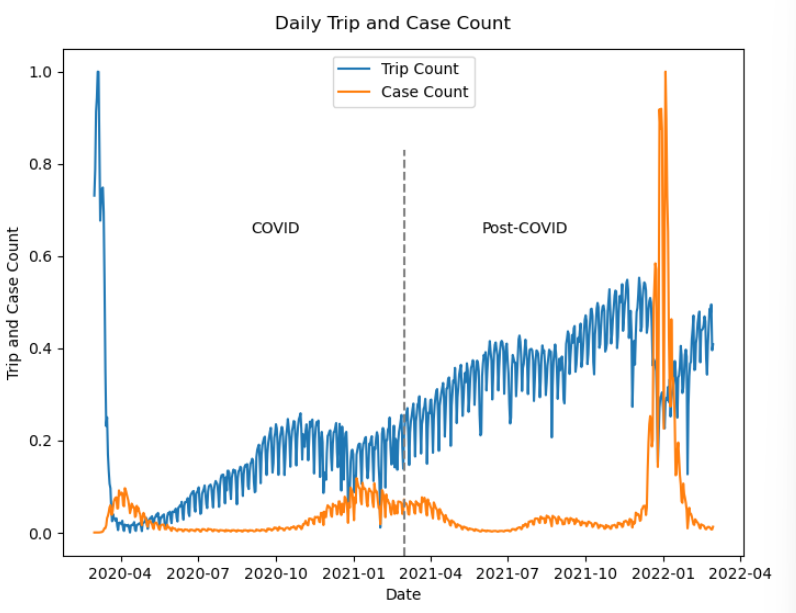 Daily Trip and Case Count
Trip Count
Case Count
1.0
0.8
0.6
0.4
0.2
0.0
Trip and Case Count
COVID
Post-COVID
2020-04 2020-07 2020-10 2021-01 2021-04 2021-07 2021-10 2022-01 2022-04
Date